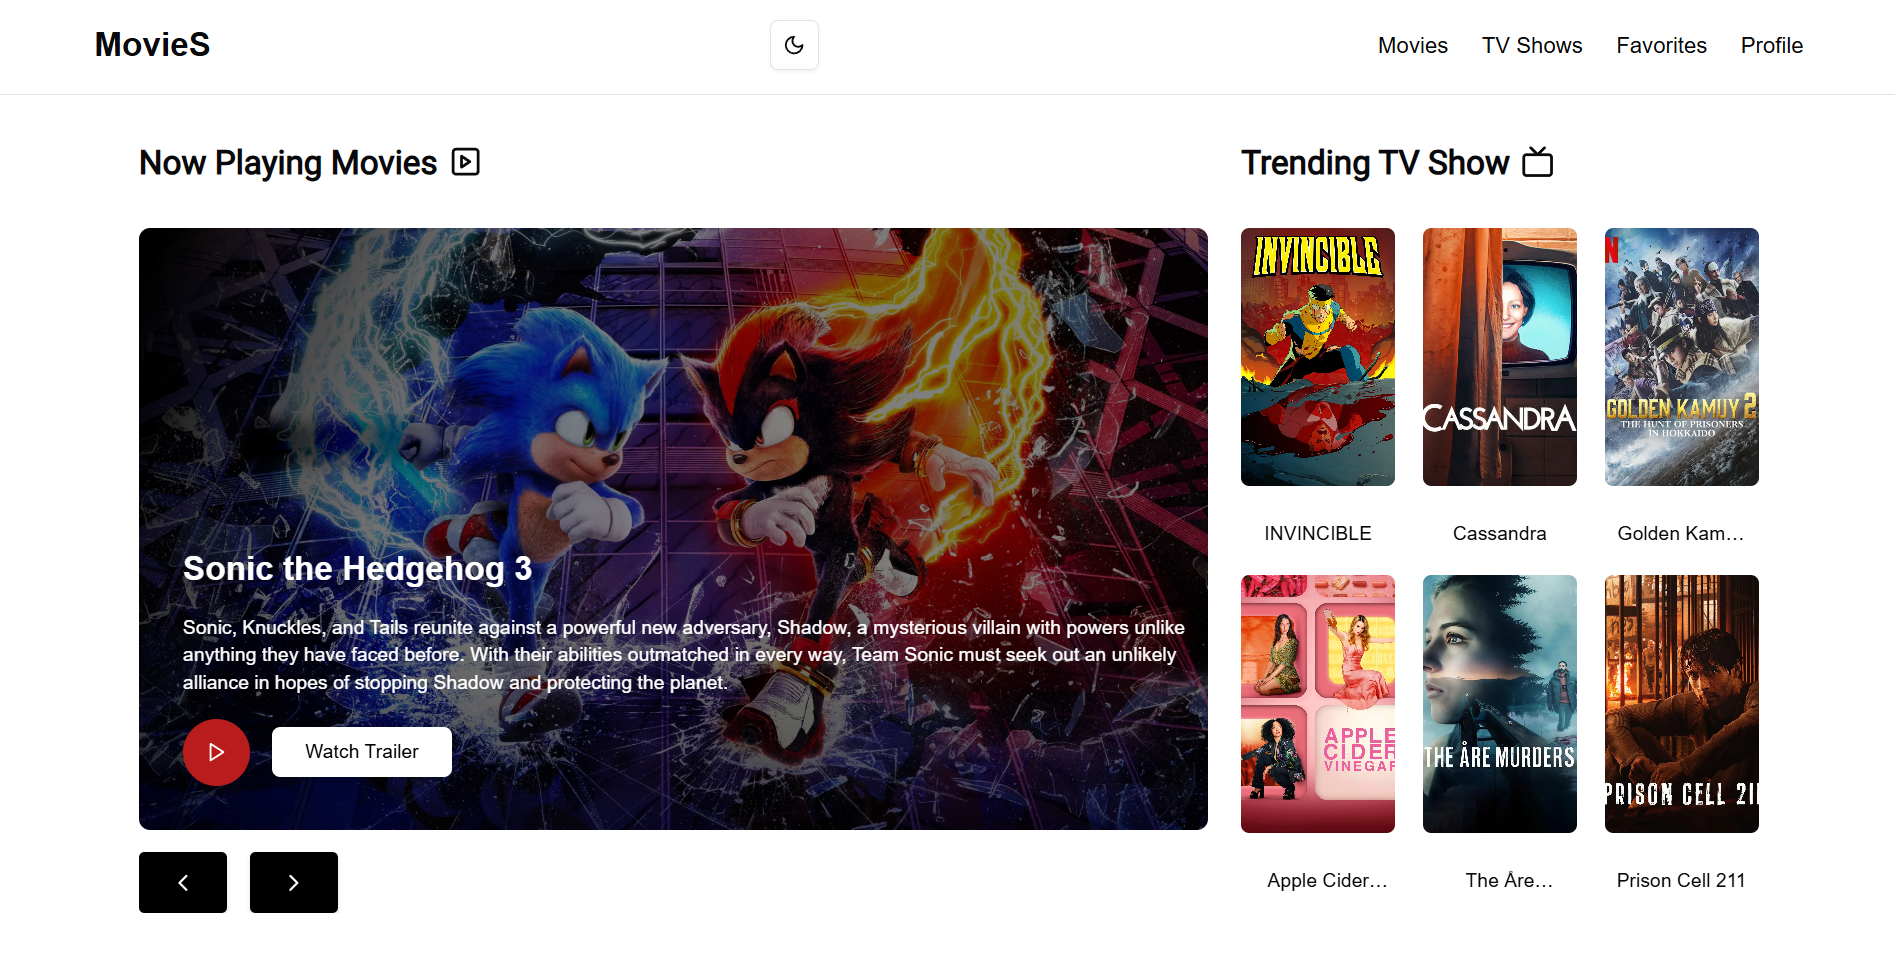 MovieS
Movies
TV Shows
Favorites
Profile
Now Playing Movies
Trending TV Show
Sonic the Hedgehog 3
Sonic, Knuckles, and Tails reunite against a powerful new adversary, Shadow, a mysterious villain with powers unlike
anything they have faced before. With their abilities outmatched in every way, Team Sonic must seek out an unlikely
alliance in hopes of stopping Shadow and protecting the planet.
Watch Trailer
INVINCIBLE
CASSANDRA
N
GOLDEN KAMUY 2
THE HUNT OF PRISONERS
IN HOKKAIDO
INVINCIBLE
Cassandra
Golden Kam…
APPLE
CIDER
VINEGAR
THE ÅRE MURDERS
PRISON CELL 211
Apple Cider…
The Åre…
Prison Cell 211